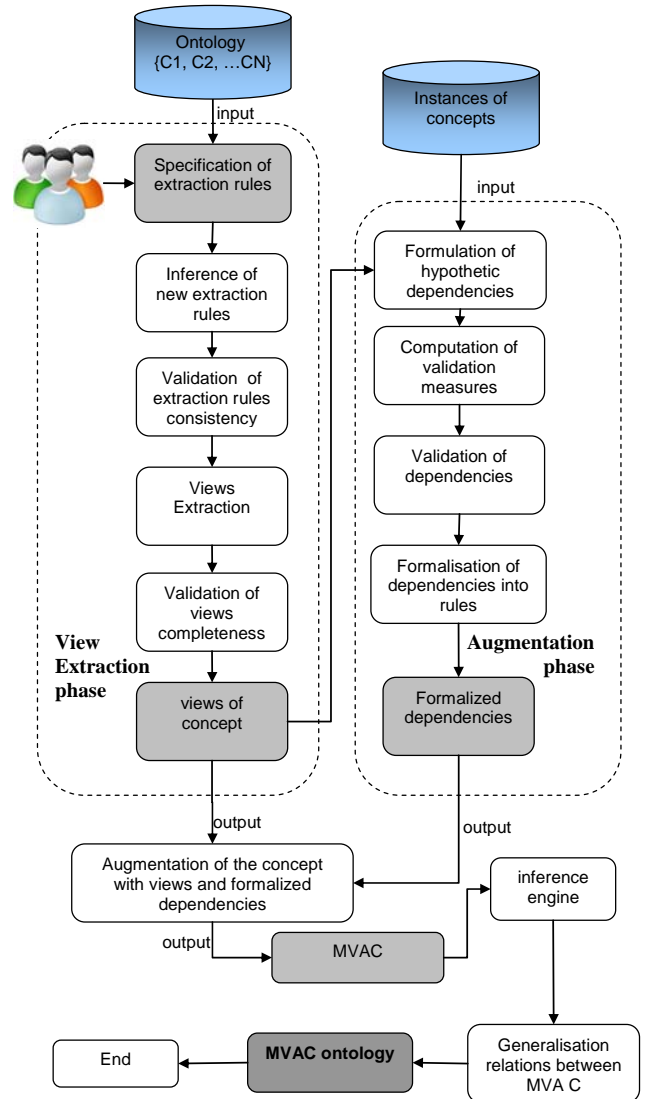 Ontology
{C1, C2, …CN}
input
Instances of
concepts
input
Specification of
extraction rules
Inference of
new extraction
rules
Validation of
extraction rules
consistency
Views
Extraction
Validation of
views
completeness
View
Extraction
phase
views of
concept
Formulation of
hypothetic
dependencies
Computation of
validation
measures
Validation of
dependencies
Formalisation of
dependencies into
rules
Augmentation
phase
Formalized
dependencies
output
output
Augmentation of the concept
with views and formalized
dependencies
output
MVAC
inference
engine
Generalisation
relations between
MVA C
MVAC ontology
End